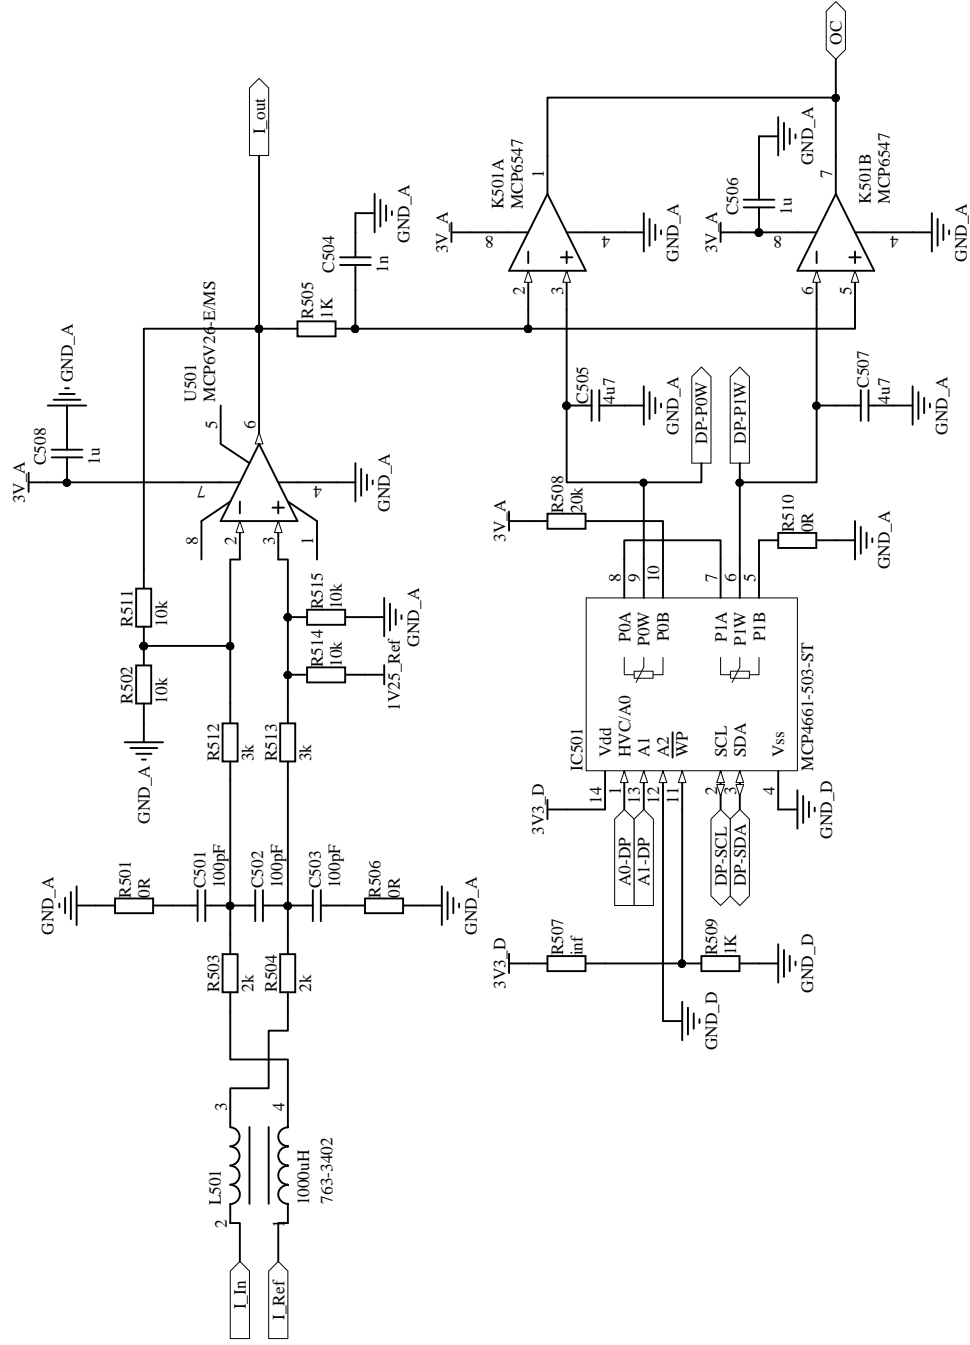 I_In
I_Ref
2
1
L501
1000uH
763-3402
3
4
R503
2k
R504
2k
GND_A
R501
0R
C501
100pF
C502
100pF
C503
100pF
R506
0R
GND_A
R512
3k
R513
3k
GND_A
R502
10k
R511
10k
R514
10k
1V25_Ref
R515
10k
GND_A
3V_A
C508
1u
GND_A
U501
MCP6V26-E/MS
8
2
3
1
7
4
5
6
GND_A
I_out
R505
1K
C504
1n
GND_A
3V3_D
R507
inf
R509
1K
GND_D
GND_D
3V3_D
A0-DP
A1-DP
DP-SCL
DP-SDA
14
1
13
12
11
2
3
4
GND_D
IC501
Vdd
HVC/A0
A1
A2
WP
SCL
SDA
Vss
P0A
P0W
P0B
P1A
P1W
P1B
MCP4661-503-ST
8
9
10
7
6
5
3V_A
R508
20k
R510
0R
GND_A
DP-P0W
DP-P1W
C505
4u7
GND_A
C507
4u7
GND_A
3V_A
K501A
MCP6547
2
3
8
4
1
GND_A
3V_A
C506
1u
GND_A
K501B
MCP6547
6
5
8
4
7
GND_A
OC